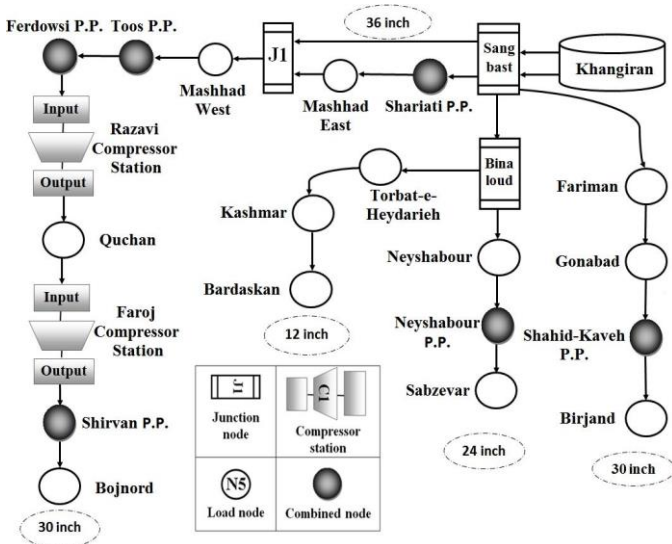 Ferdowsi P.P.
Toos P.P.
36 inch
J1
Sang
bast
Khangiran
Mashhad
West
Mashhad
East
Shariati P.P.
Input
Razavi
Compressor
Station
Output
Bina
loud
Torbat-e-
Heydarieh
Fariman
Kashmar
Quchan
Neyshabour
Gonabad
Bardaskan
Input
Faroj
Compressor
Station
Output
12 inch
Neyshabour
P.P.
Shahid-Kaveh
P.P.
Sabzevar
Birjand
Shirvan P.P.
J1
Junction
node
C1
Compressor
station
24 inch
30 inch
Bojnord
N5
Load node
Combined node
30 inch